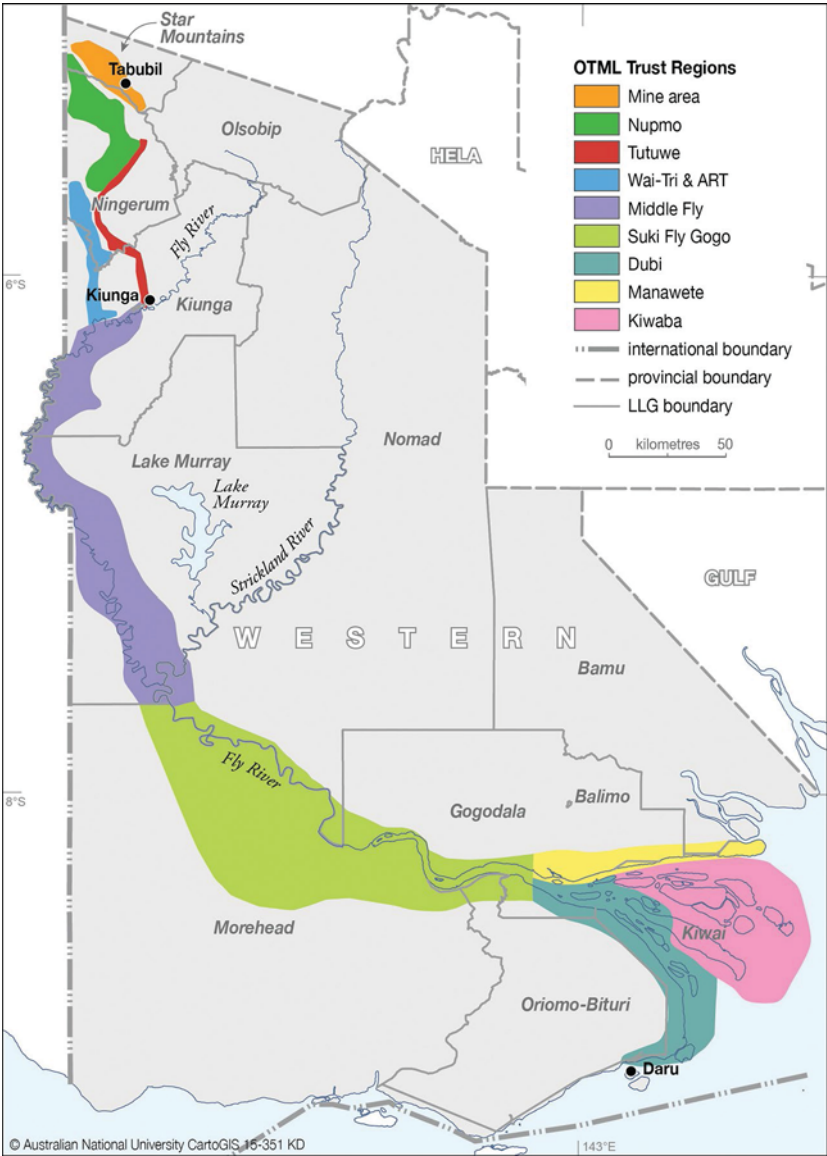 Star
Mountains
Tabubil
Olsobip
HELA
OTML Trust Regions
Mine area
Nupmo
Tutuwe
Wai-Tri & ART
Middle Fly
Suki Fly Gogo
Dubi
Manawete
Kiwaba
international boundary
provincial boundary
LLG boundary
0 kilometres 50
Ningerum
Fly River
6°S
Kiunga
Kiunga
Nomad
Lake Murray
Lake
Murray
Strickland River
GULF
WESTERN
Bamu
Fly River
8°S
Gogodala
Balimo
Morehead
Kiwai
Oriomo-Bituri
Daru
© Australian National University CartoGIS 15-351 KD
143°E